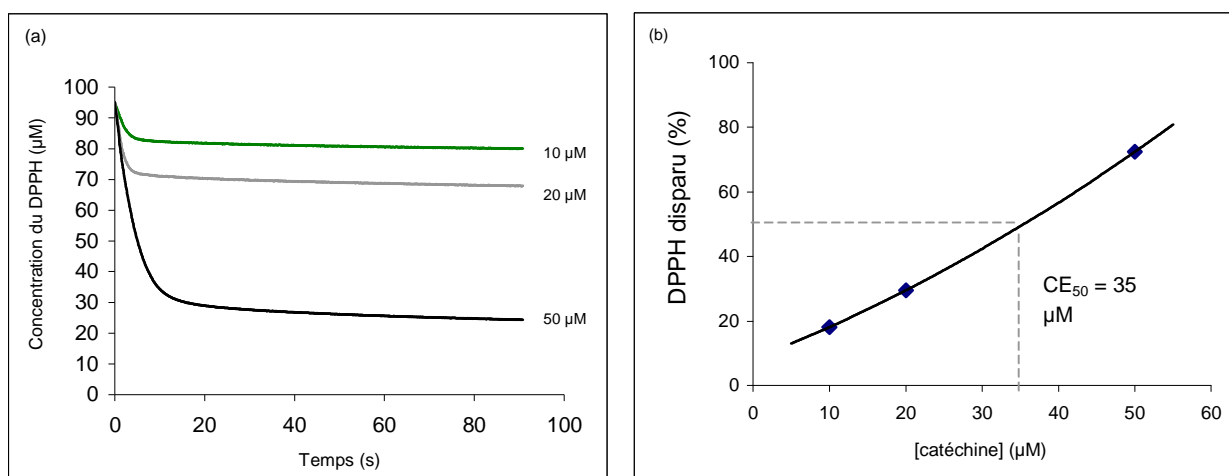 (a)
Concentration du DPPH (µM)
100
90
80
70
60
50
40
30
20
10
0
10 µM
20 µM
50 µM
0 20 40 60 80 100
Temps (s)
(b)
DPPH disparu (%)
100
80
60
40
20
0
CE50 = 35
µM
0 10 20 30 40 50 60
[catéchine] (µM)